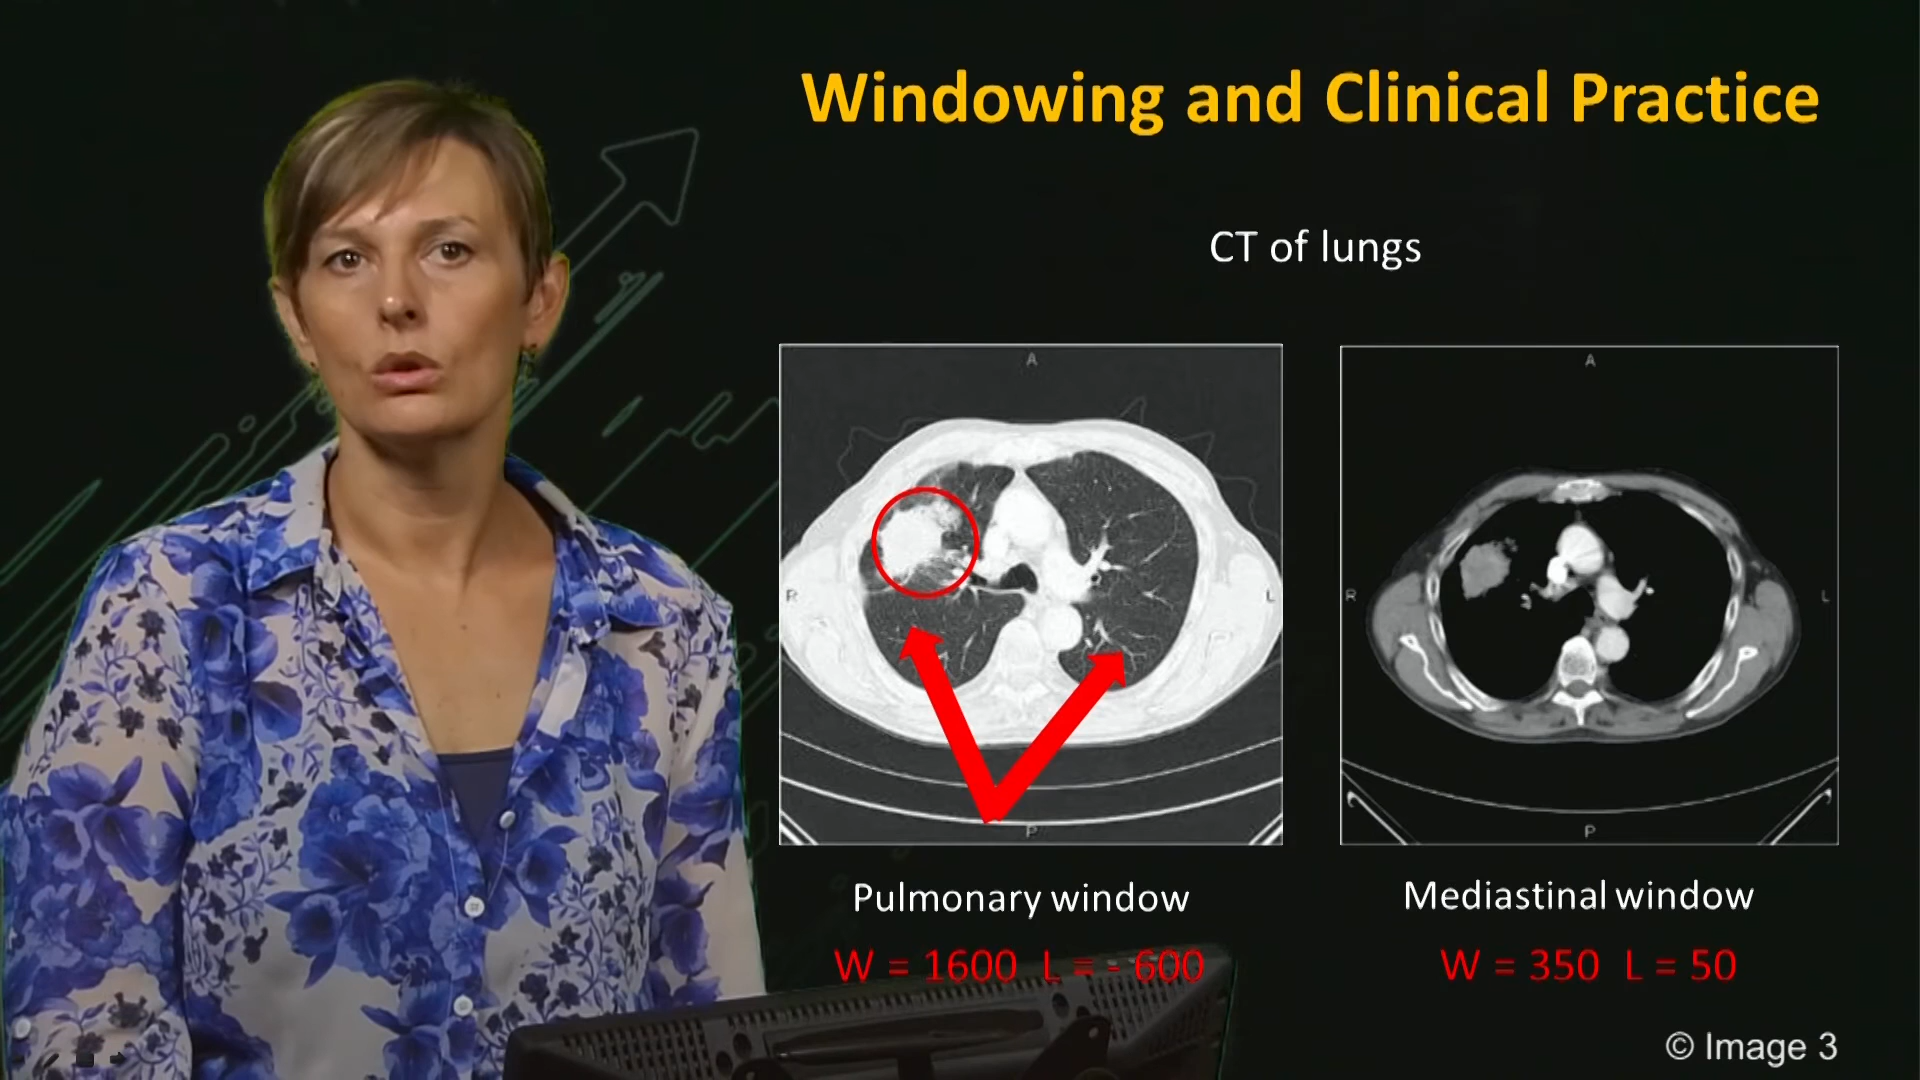 Windowing and Clinical Practice
CT of lungs
A
A
R
L
R
L
P
P
Pulmonary window
Mediastinal window
W = 1600 L = - 600
W = 350 L = 50
© Image 3